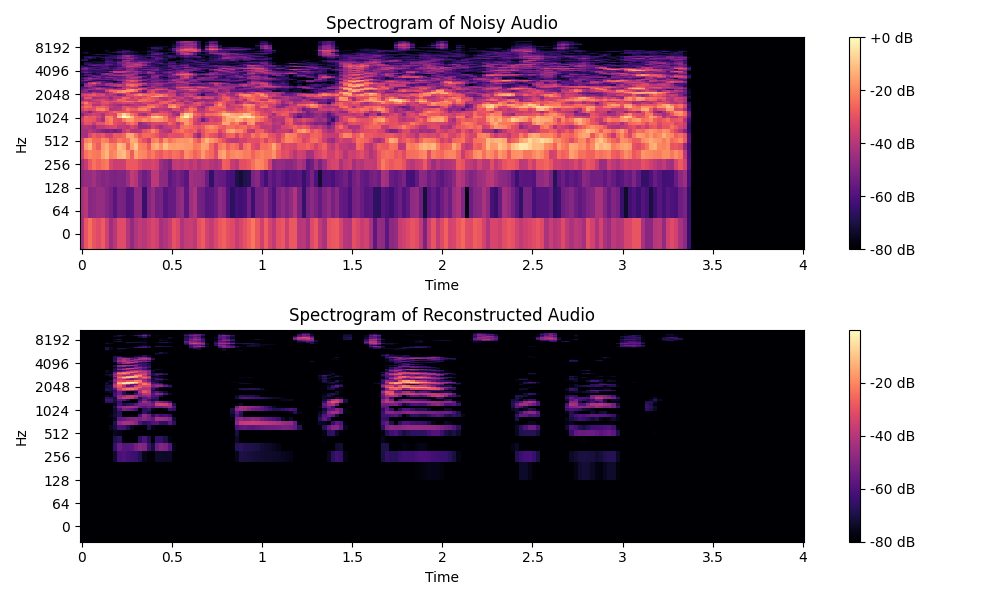 Spectrogram of Noisy Audio
8192
4096
2048
1024
512
256
128
64
0
Hz
0 0.5 1 1.5 2 2.5 3 3.5 4
Time
+0 dB
-20 dB
-40 dB
-60 dB
-80 dB
Spectrogram of Reconstructed Audio
8192
4096
2048
1024
512
256
128
64
0
Hz
0 0.5 1 1.5 2 2.5 3 3.5 4
Time
-20 dB
-40 dB
-60 dB
-80 dB